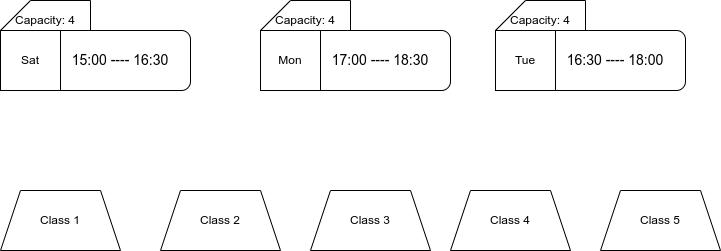 Capacity: 4
Capacity: 4
Capacity: 4
Sat
15:00 ---- 16:30
Mon
17:00 ---- 18:30
Tue
16:30 ---- 18:00
Class 1
Class 2
Class 3
Class 4
Class 5